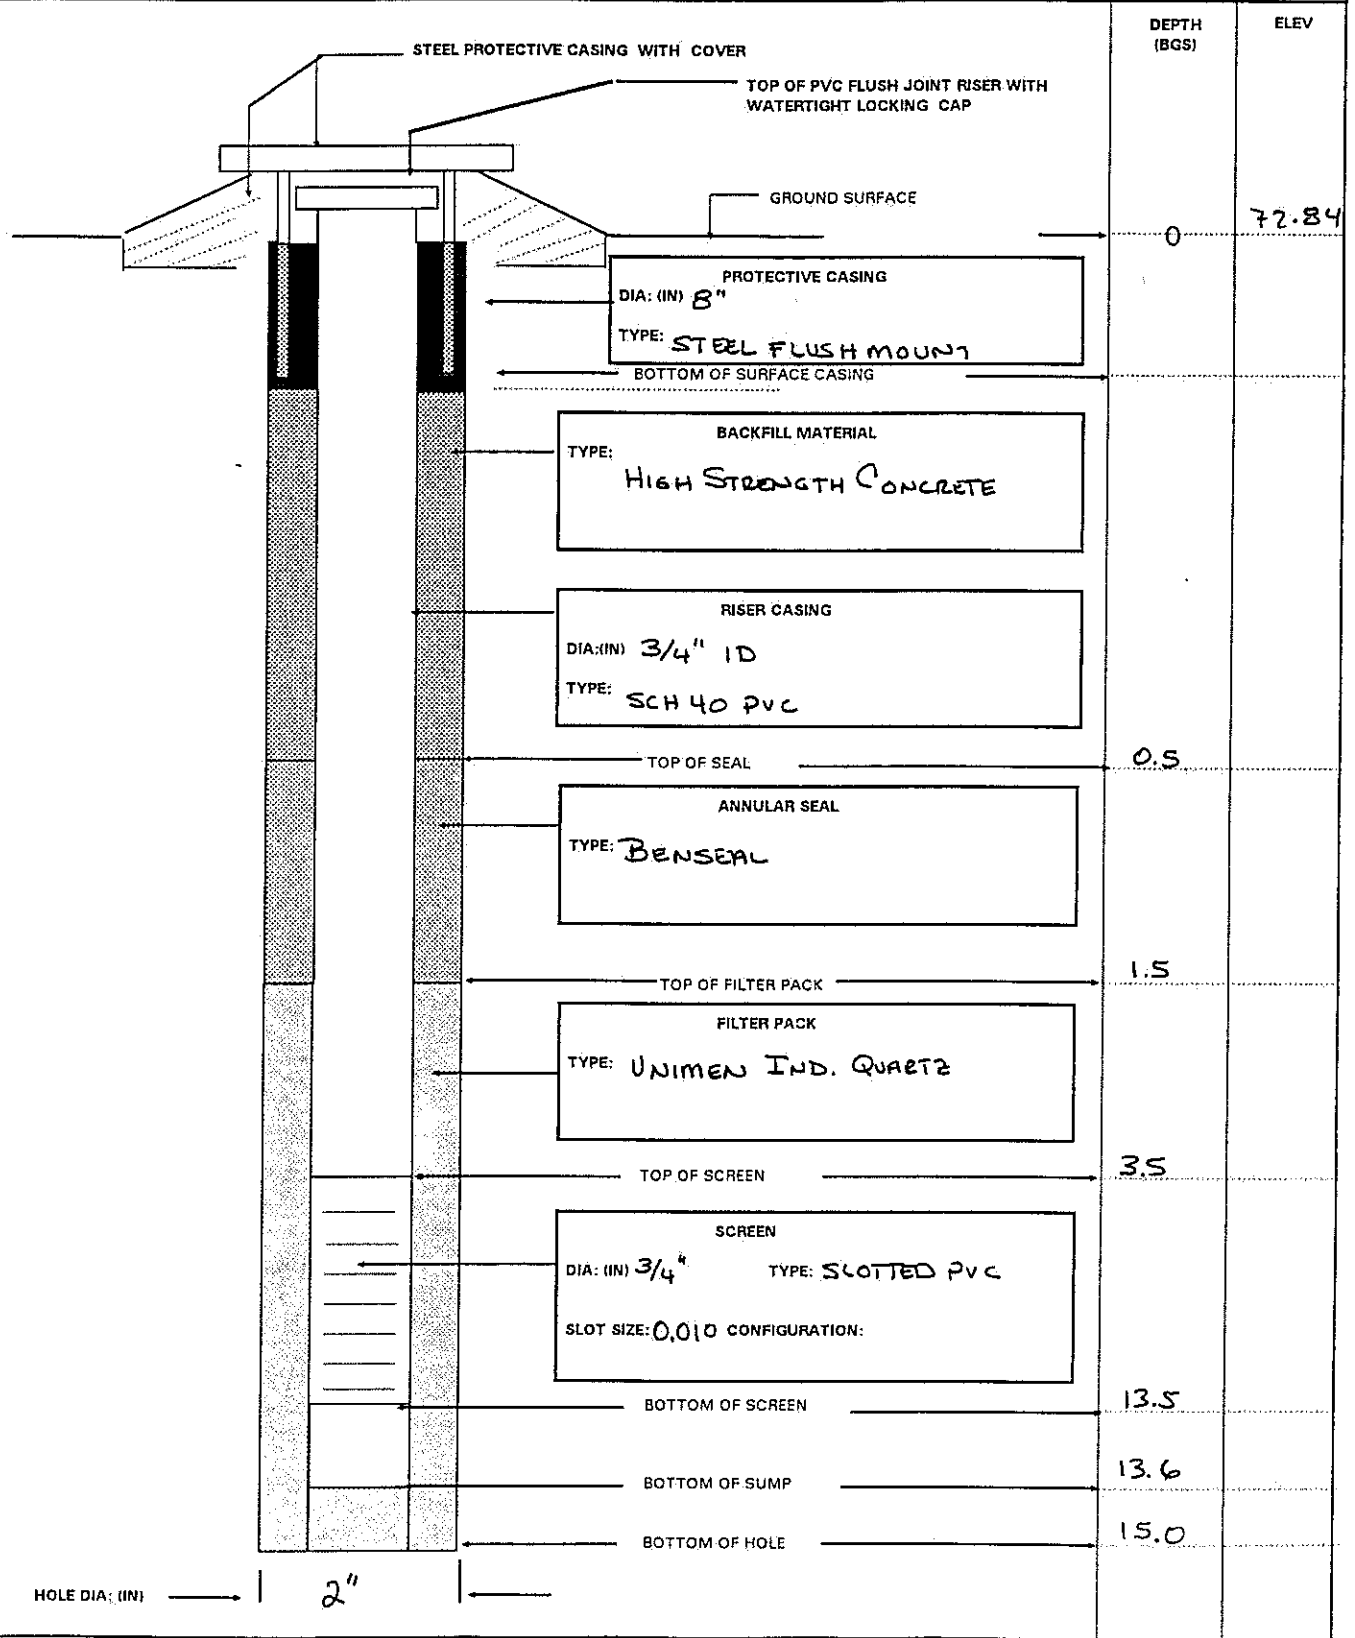 DEPTH
(BGS)
ELEV
STEEL PROTECTIVE CASING WITH COVER
TOP OF PVC FLUSH JOINT RISER WITH
WATERTIGHT LOCKING CAP
GROUND SURFACE
0
72.84
PROTECTIVE CASING
DIA: (IN) 8"
TYPE: STEEL FLUSH MOUNT
BOTTOM OF SURFACE CASING
BACKFILL MATERIAL
TYPE:
HIGH STRENGTH CONCRETE
RISER CASING
DIA:(IN) 3/4" ID
TYPE: SCH 40 PVC
TOP OF SEAL 0.5
ANNULAR SEAL
TYPE: BENSEAL
TOP OF FILTER PACK 1.5
FILTER PACK
TYPE: UNIMEN IND. QUARTZ
TOP OF SCREEN 3.5
SCREEN
DIA: (IN) 3/4" TYPE: SLOTTED PVC
SLOT SIZE: 0.010 CONFIGURATION:
BOTTOM OF SCREEN 13.5
BOTTOM OF SUMP 13.6
BOTTOM OF HOLE 15.0
HOLE DIA: (IN) 2"